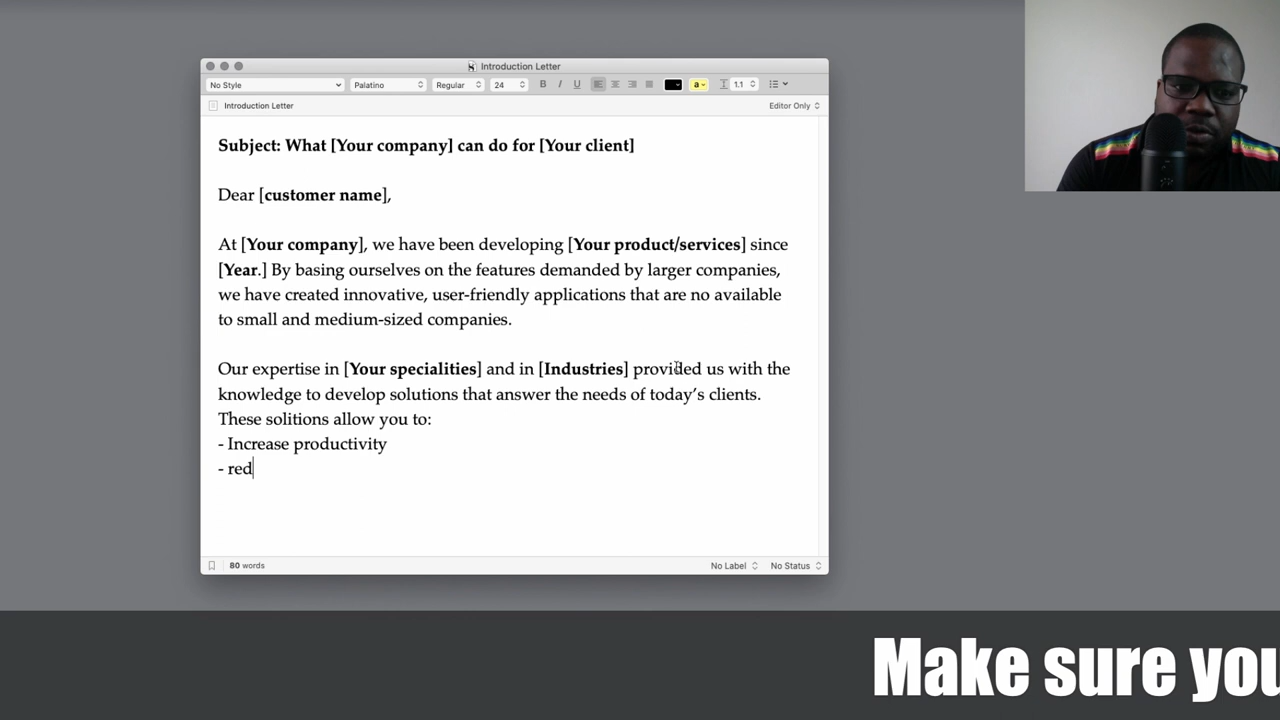 Introduction Letter
No Style Palatino Regular 24 B I U a 1.1
Introduction Letter Editor Only
Subject: What [Your company] can do for [Your client]
Dear [customer name],
At [Your company], we have been developing [Your product/services] since
[Year.] By basing ourselves on the features demanded by larger companies,
we have created innovative, user-friendly applications that are no available
to small and medium-sized companies.
Our expertise in [Your specialities] and in [Industries] provided us with the
knowledge to develop solutions that answer the needs of today's clients.
These solitions allow you to:
- Increase productivity
- red
80 words No Label No Status
Make sure you